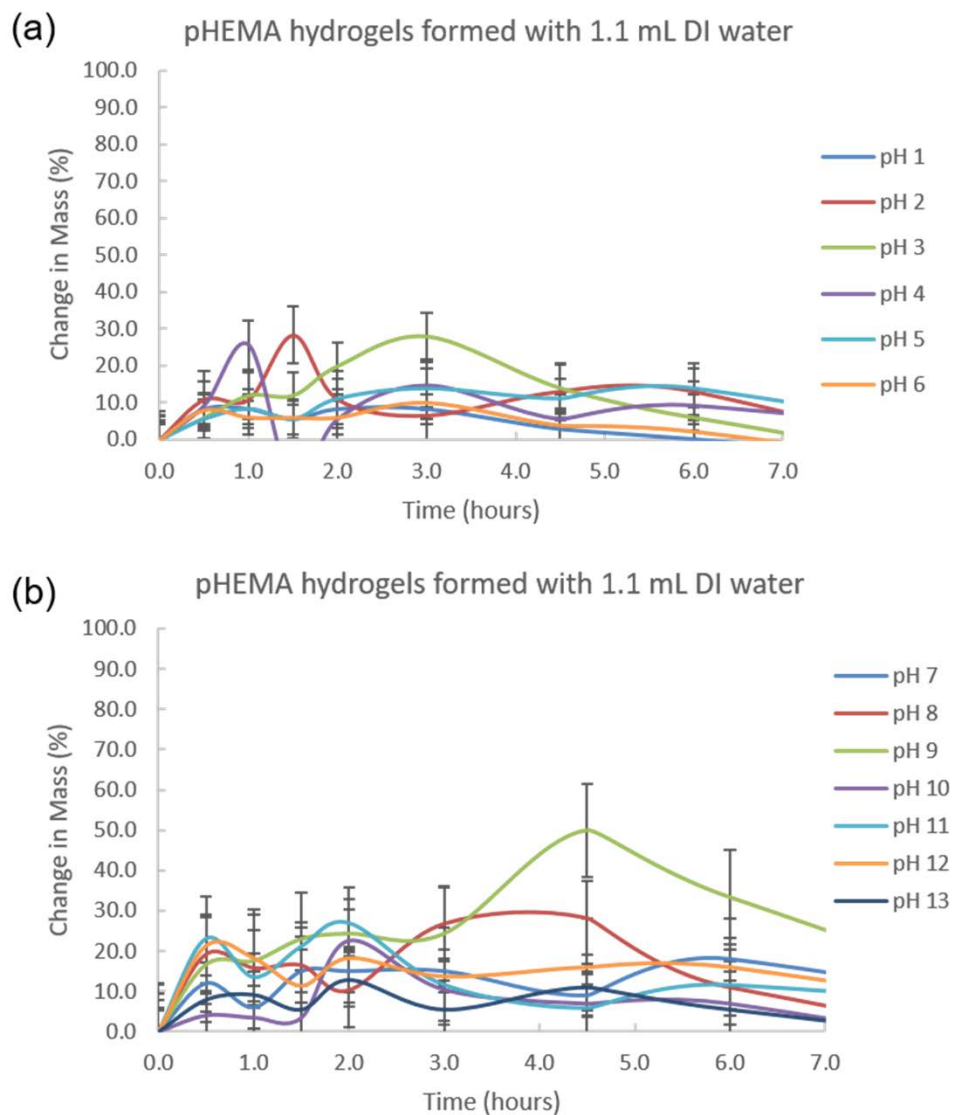 (a)
pHEMA hydrogels formed with 1.1 mL DI water
100.0
90.0
80.0
70.0
60.0
50.0
40.0
30.0
20.0
10.0
0.0
Change in Mass (%)
0.0 1.0 2.0 3.0 4.0 5.0 6.0 7.0
Time (hours)
pH 1
pH 2
pH 3
pH 4
pH 5
pH 6
(b)
pHEMA hydrogels formed with 1.1 mL DI water
100.0
90.0
80.0
70.0
60.0
50.0
40.0
30.0
20.0
10.0
0.0
Change in Mass (%)
0.0 1.0 2.0 3.0 4.0 5.0 6.0 7.0
Time (hours)
pH 7
pH 8
pH 9
pH 10
pH 11
pH 12
pH 13